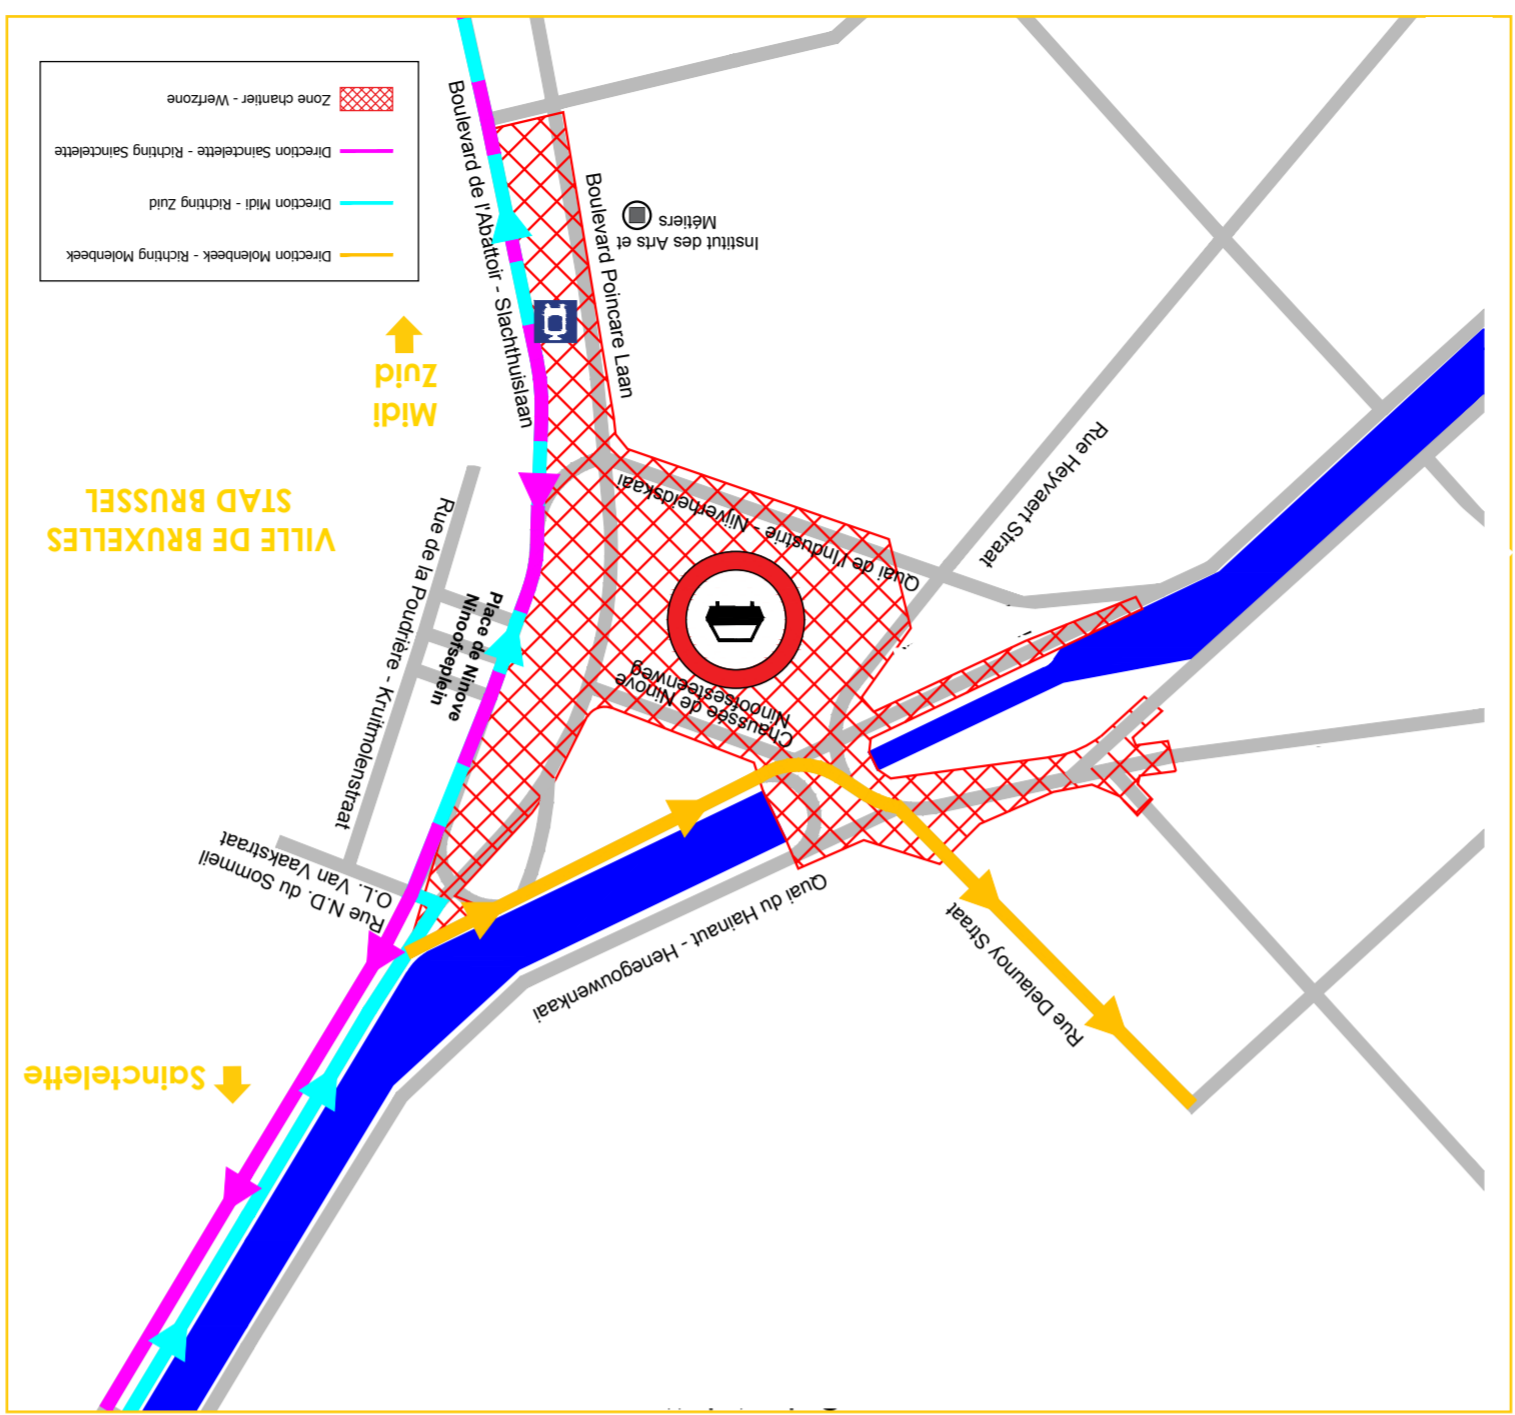 Zone chantier - Werfzone
Direction Sainctelette - Richting Sainctelette
Direction Midi - Richting Zuid
Direction Molenbeek - Richting Molenbeek
Boulevard de l'Abattoir - Slachthuislaan
Boulevard Poincare Laan
Institut des Arts et
Métiers
Midi
Zuid
VILLE DE BRUXELLES
STAD BRUSSEL
Rue de la Poudrière - Kruitmolenstraat
Place de Ninove
Ninoofseplein
Quai de l'Industrie - Nijverheidskaai
Rue Heyvaert Straat
Chaussée de Ninove
Ninoofsesteenweg
Rue N.D. du Sommeil
O.L. Van Vaakstraat
Quai du Hainaut - Henegouwenkaai
Rue Delaunoy Straat
Sainctelette